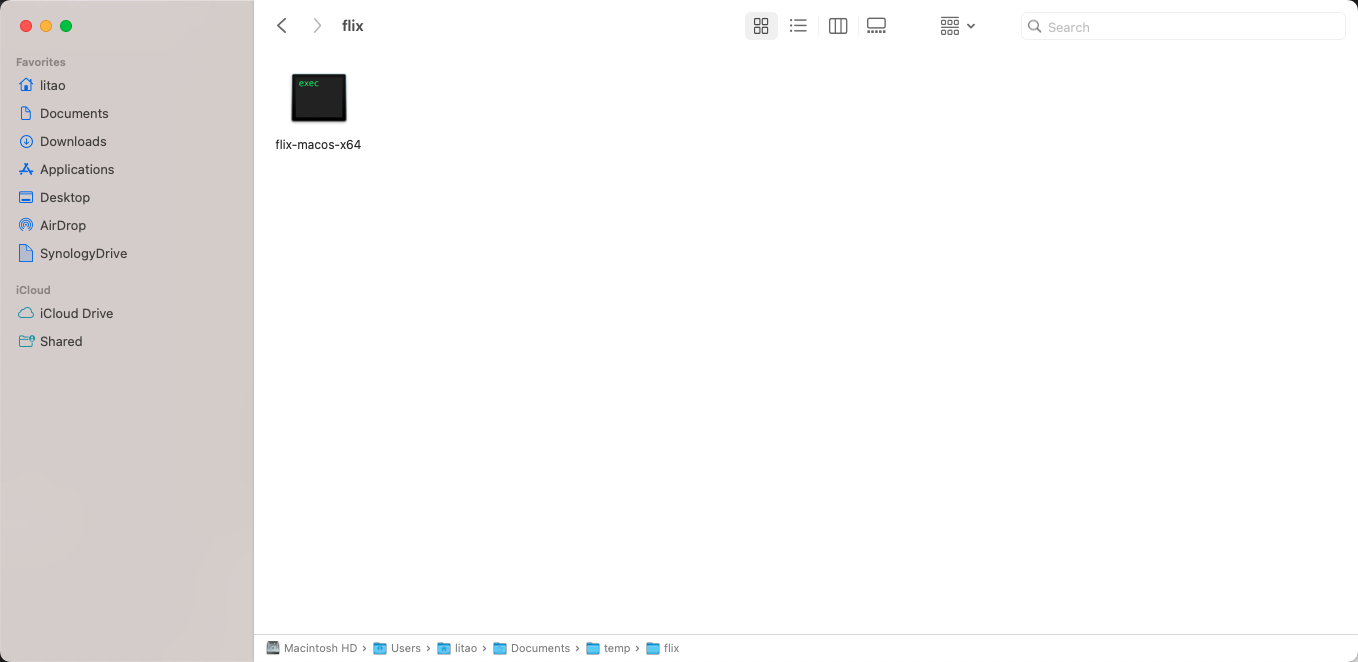 Favorites
litao
Documents
Downloads
Applications
Desktop
AirDrop
SynologyDrive
iCloud
iCloud Drive
Shared
flix
Search
exec
flix-macos-x64
Macintosh HD › Users › litao › Documents › temp › flix